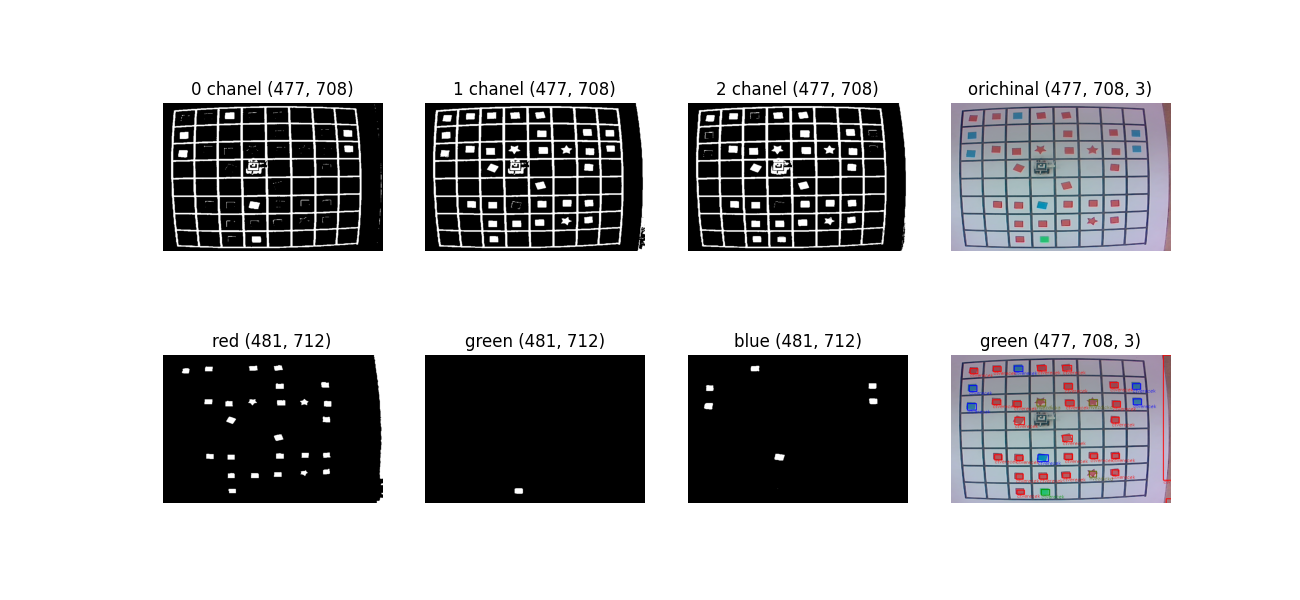 0 chanel (477, 708)
1 chanel (477, 708)
2 chanel (477, 708)
orichinal (477, 708, 3)
red (481, 712)
green (481, 712)
blue (481, 712)
green (477, 708, 3)